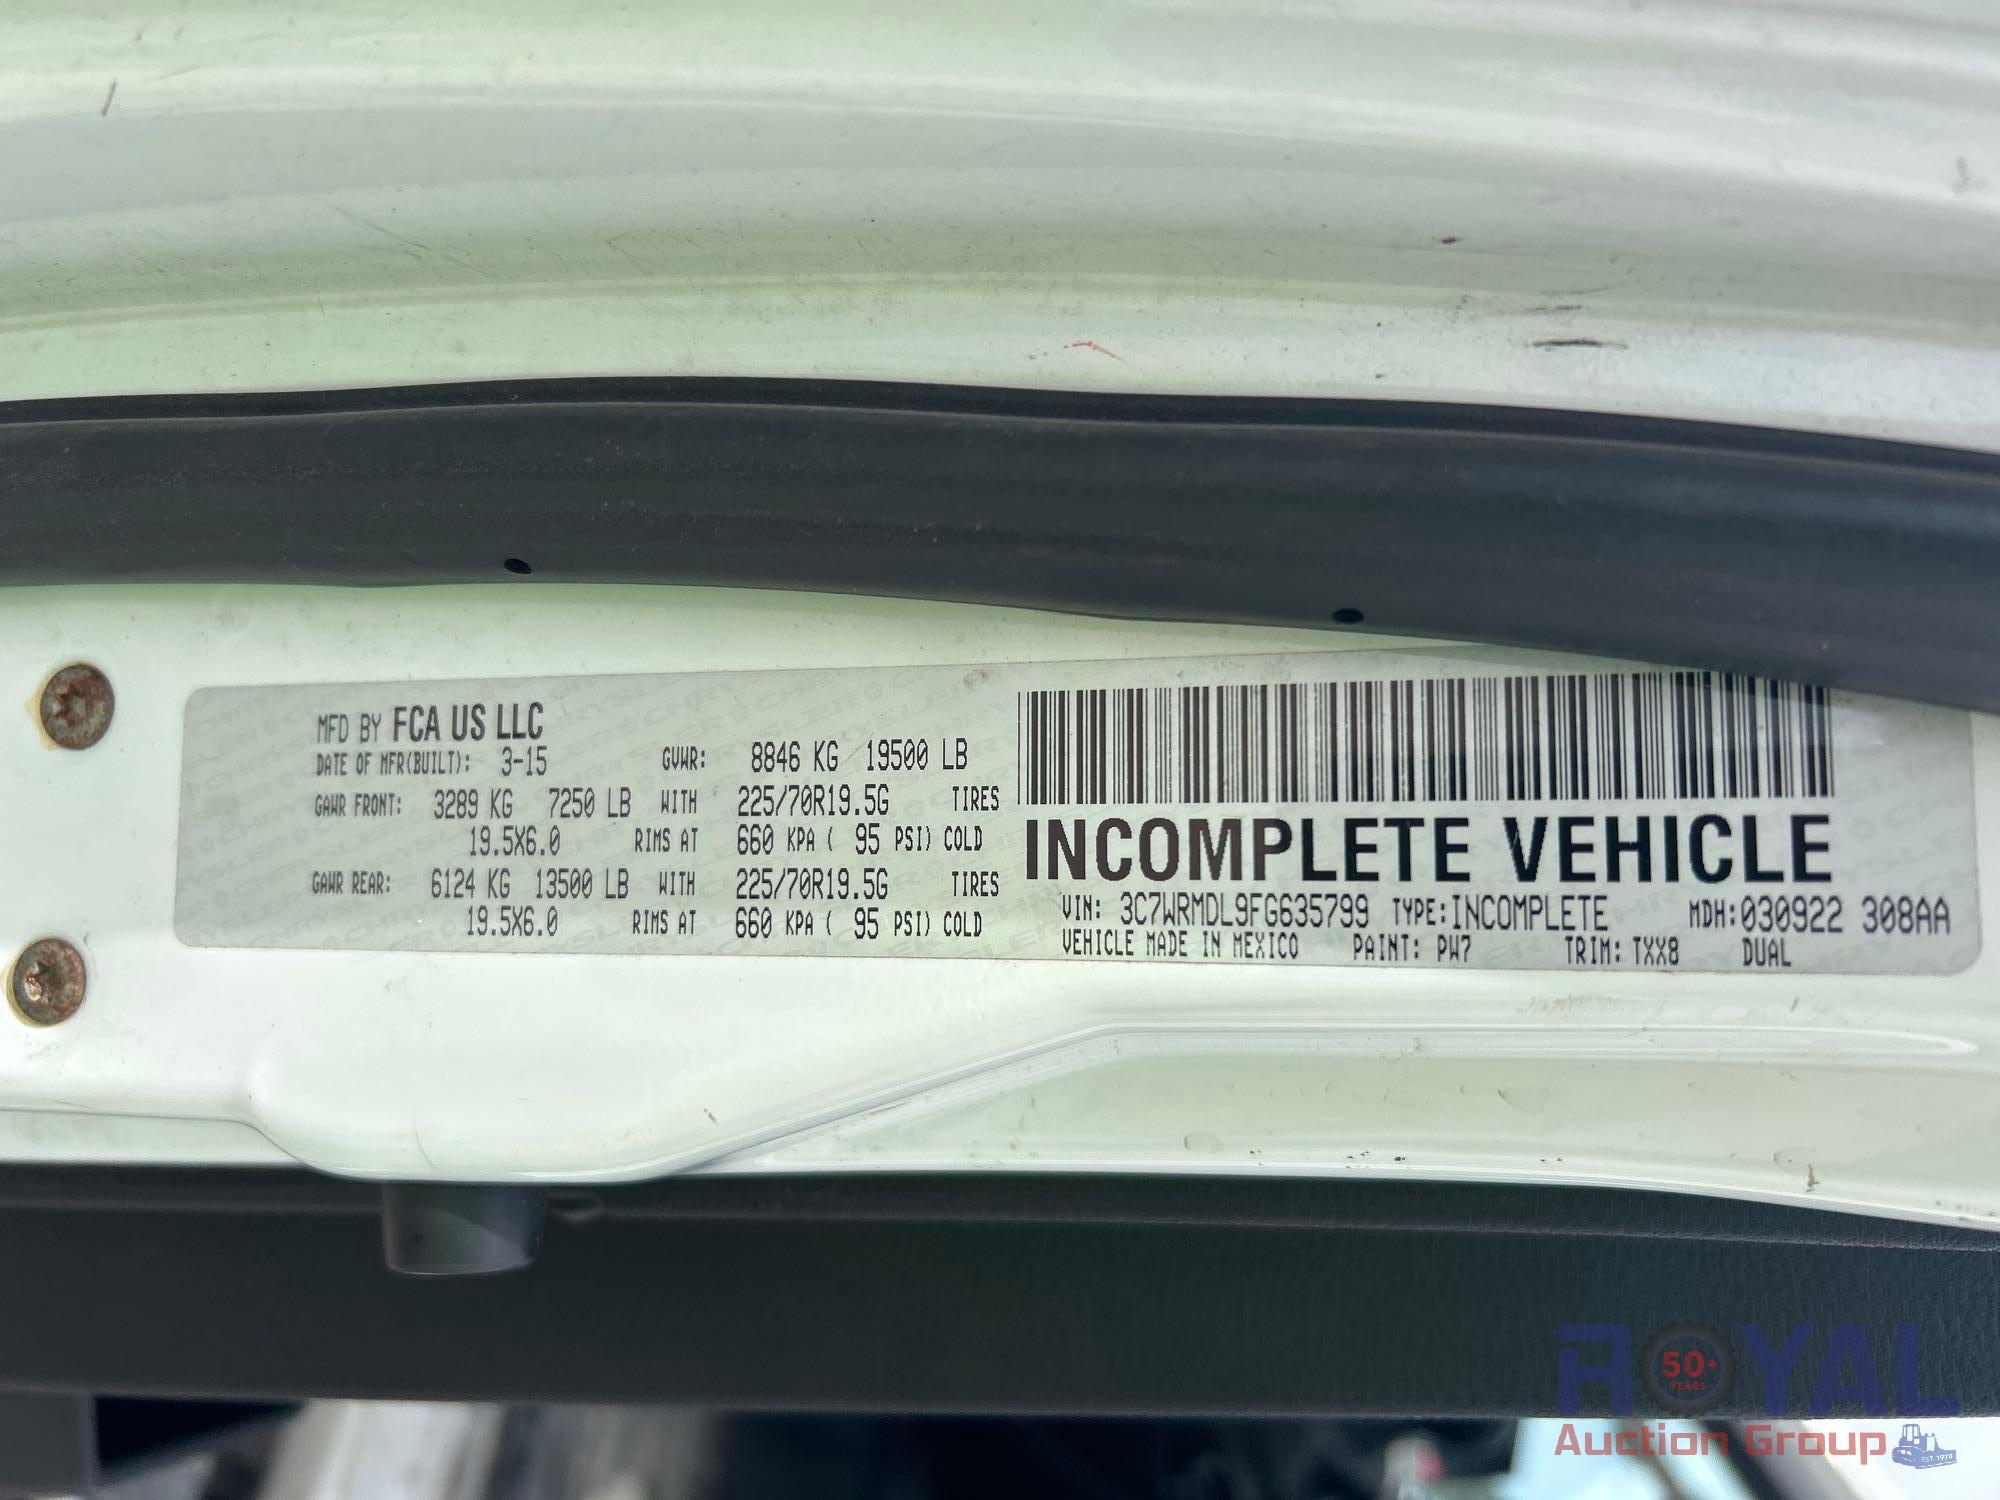 MFD BY FCA US LLC
DATE OF MFR(BUILT): 3-15 GVWR: 8846 KG 19500 LB
GAWR FRONT: 3289 KG 7250 LB WITH 225/70R19.5G TIRES
19.5X6.0 RIMS AT 660 KPA ( 95 PSI) COLD
GAWR REAR: 6124 KG 13500 LB WITH 225/70R19.5G TIRES
19.5X6.0 RIMS AT 660 KPA ( 95 PSI) COLD
INCOMPLETE VEHICLE
VIN: 3C7WRMDL9FG635799 TYPE:INCOMPLETE MDH:030922 308AA
VEHICLE MADE IN MEXICO PAINT: PW7 TRIM: TXX8 DUAL
ROYAL
50+
YEARS
Auction Group
EST. 1970